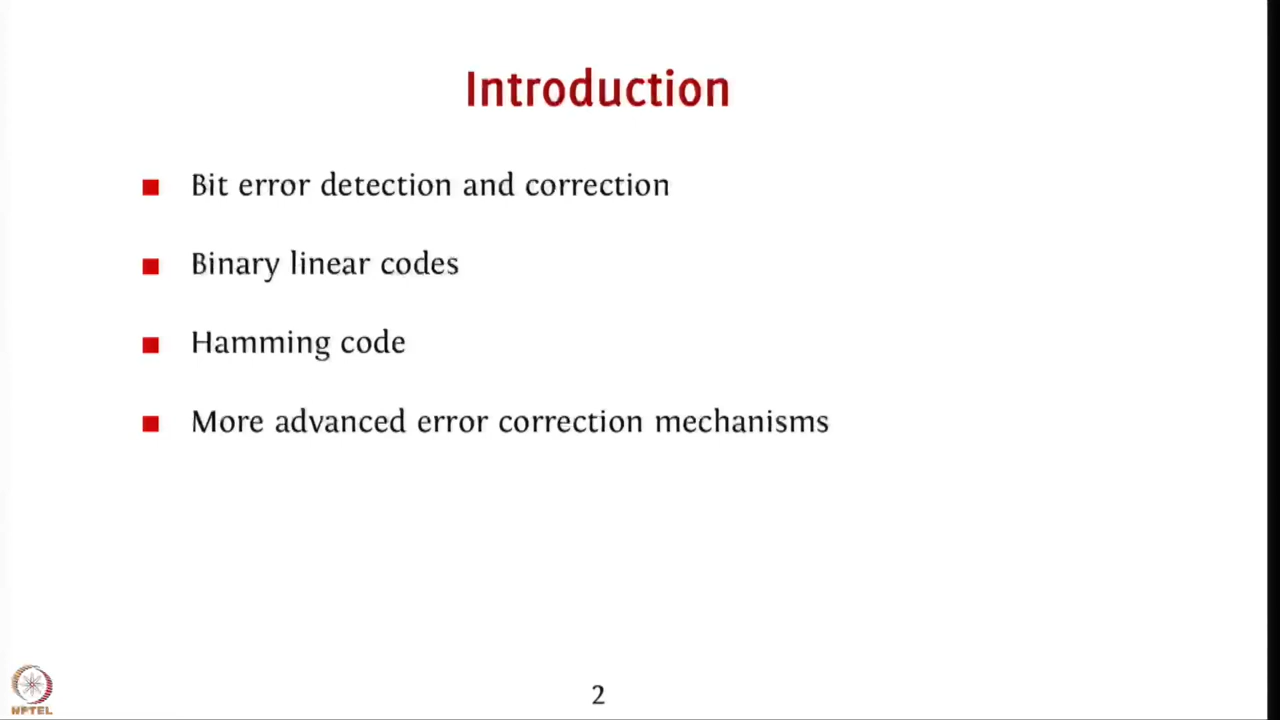 Introduction
Bit error detection and correction
Binary linear codes
Hamming code
More advanced error correction mechanisms
NPTEL
2